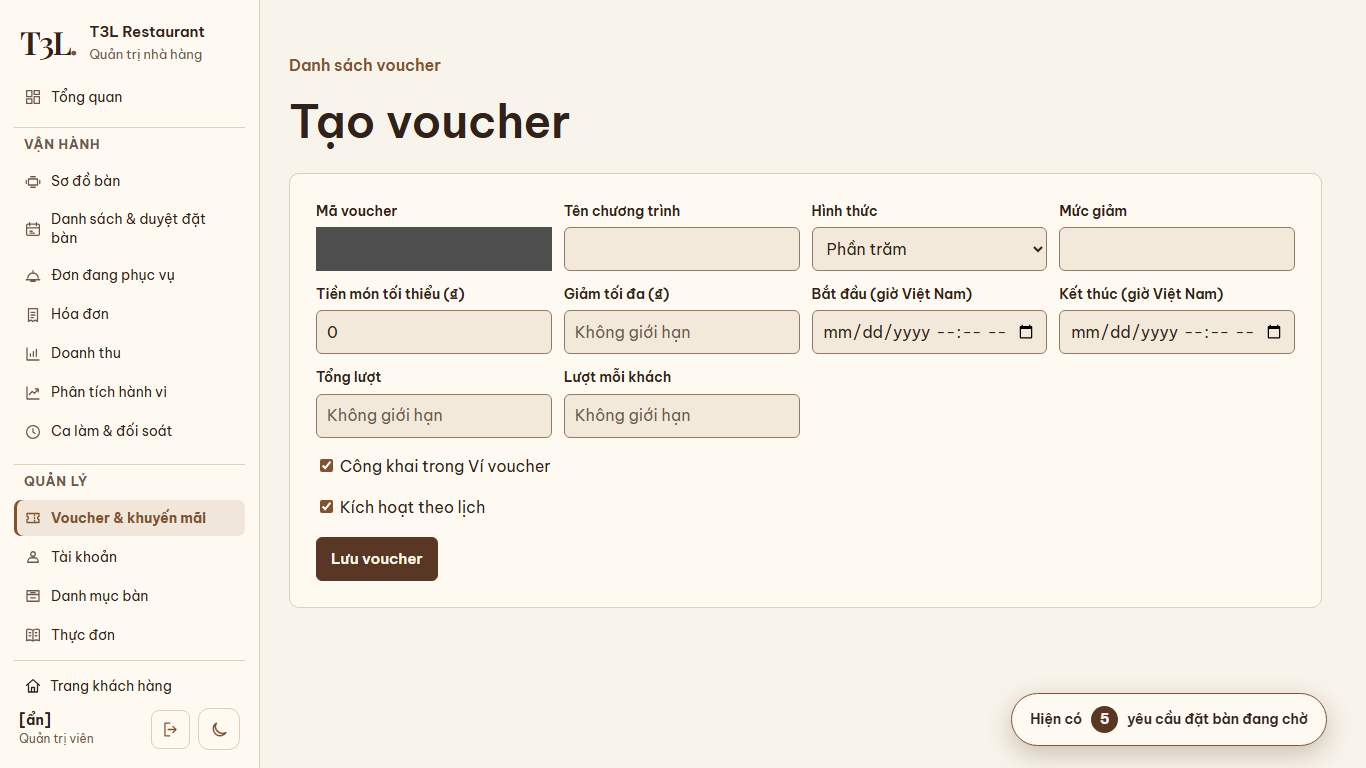 T3L.
T3L Restaurant
Quản trị nhà hàng
Tổng quan
VẬN HÀNH
Sơ đồ bàn
Danh sách & duyệt đặt
bàn
Đơn đang phục vụ
Hóa đơn
Doanh thu
Phân tích hành vi
Ca làm & đối soát
QUẢN LÝ
Voucher & khuyến mãi
Tài khoản
Danh mục bàn
Thực đơn
Trang khách hàng
[ẩn]
Quản trị viên
Danh sách voucher
Tạo voucher
Mã voucher
Tên chương trình
Hình thức
Phần trăm
Mức giảm
Tiền món tối thiểu (₫)
0
Giảm tối đa (₫)
Không giới hạn
Bắt đầu (giờ Việt Nam)
mm/dd/yyyy --:-- --
Kết thúc (giờ Việt Nam)
mm/dd/yyyy --:-- --
Tổng lượt
Không giới hạn
Lượt mỗi khách
Không giới hạn
Công khai trong Ví voucher
Kích hoạt theo lịch
Lưu voucher
Hiện có 5 yêu cầu đặt bàn đang chờ